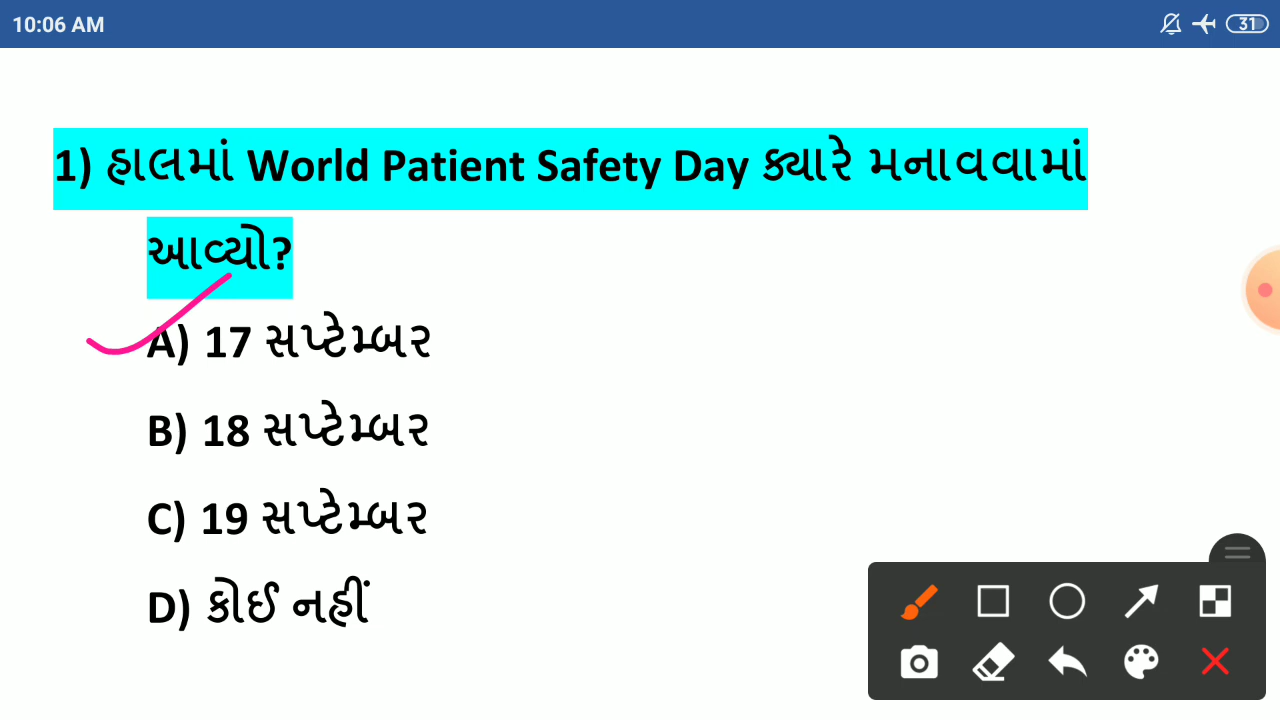 10:06 AM
31
1) હાલમાં World Patient Safety Day ક્યારે મનાવવામાં
આવ્યો?
A) 17 સપ્ટેમ્બર
B) 18 સપ્ટેમ્બર
C) 19 સપ્ટેમ્બર
D) કોઈ નહીં